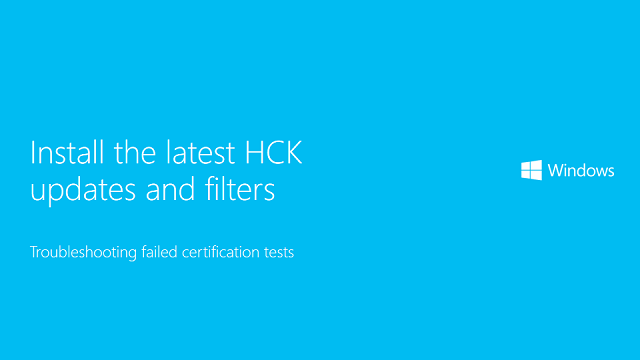 Install the latest HCK
updates and filters
Windows
Troubleshooting failed certification tests